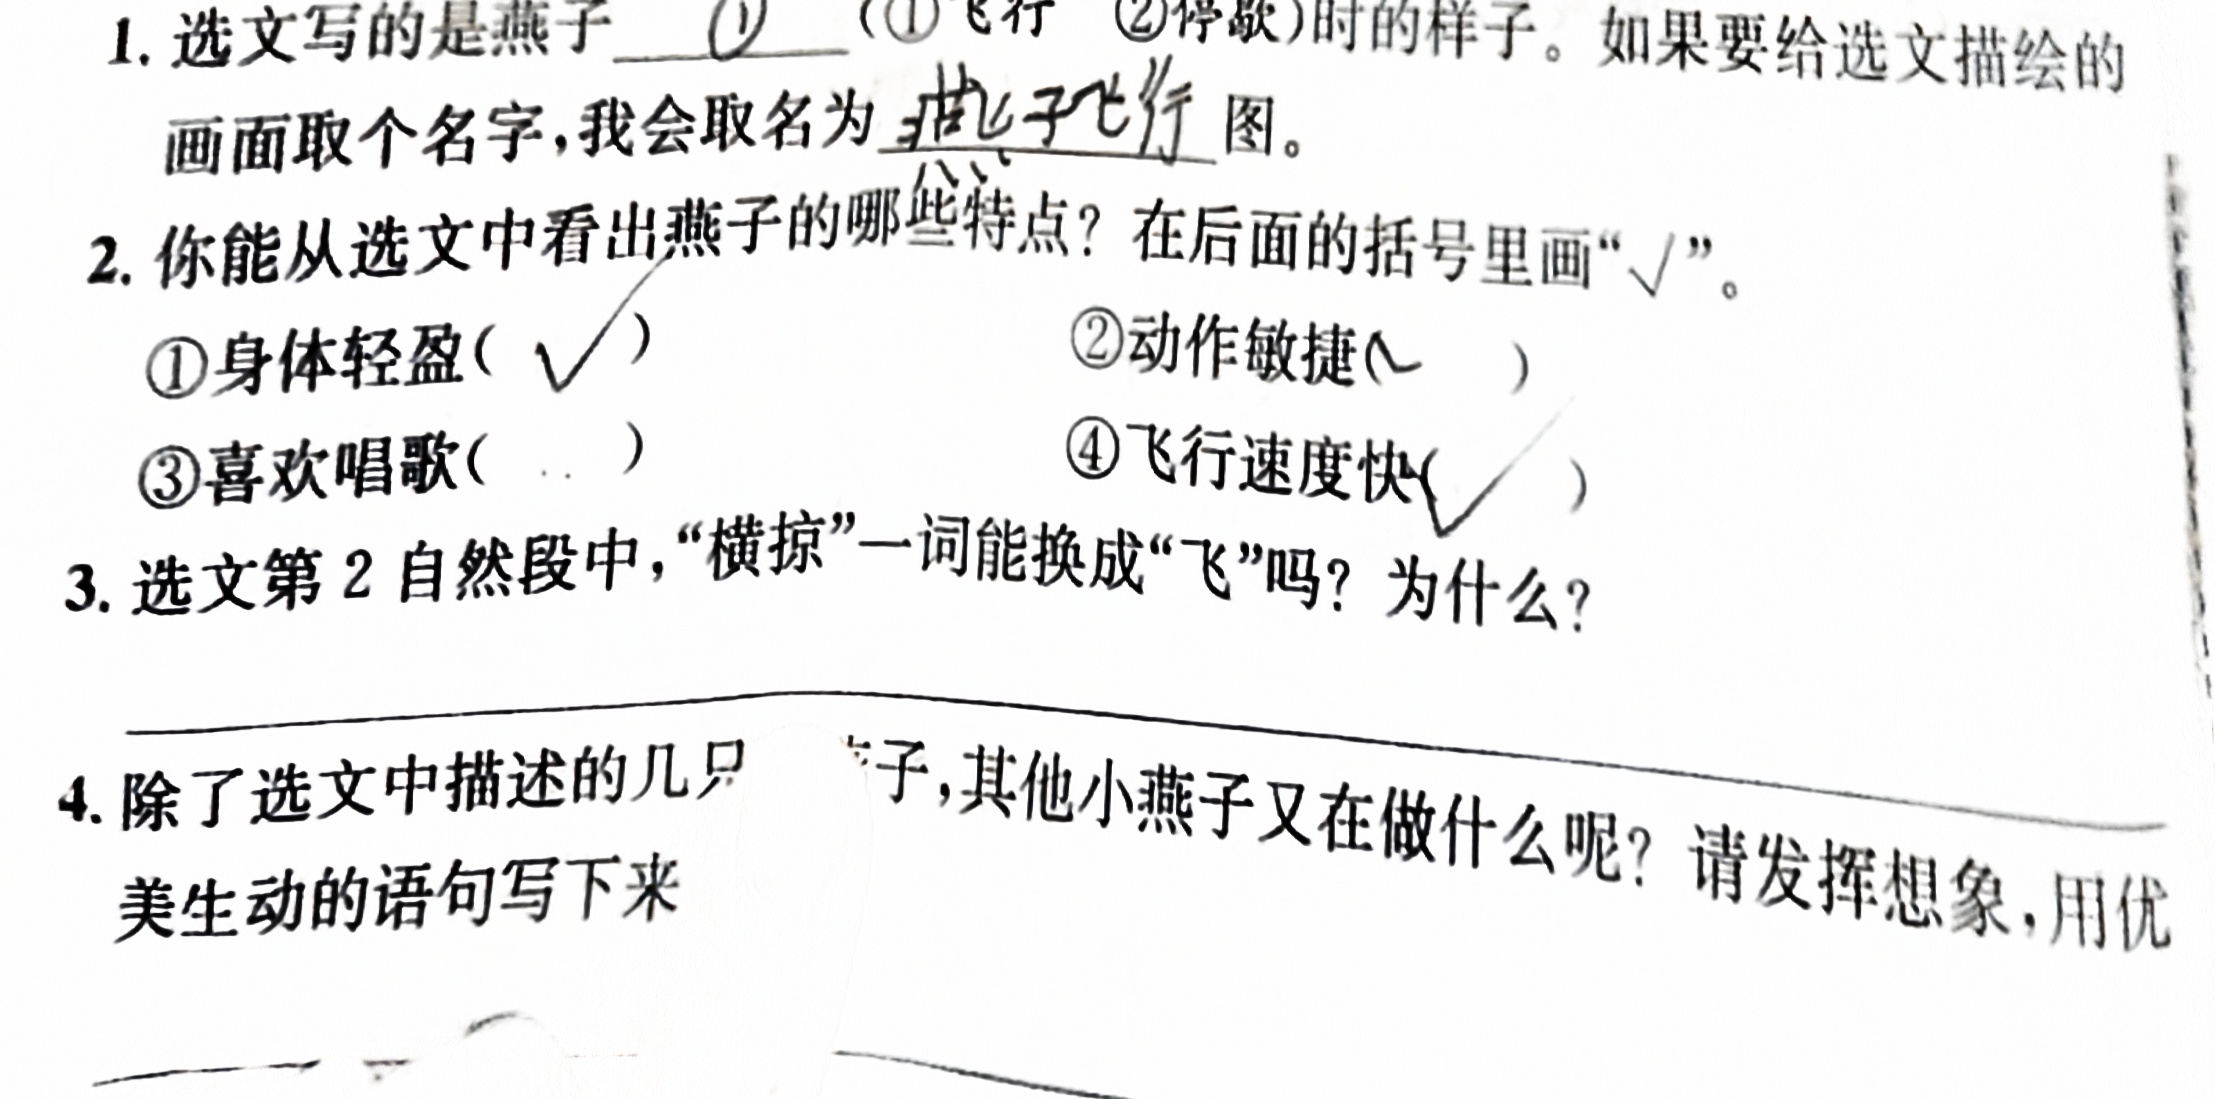 1. 选文写的是燕子 ① (①飞行 ②停歇)时的样子。如果要给选文描绘的
画面取个名字,我会取名为 燕子飞行 图。
2. 你能从选文中看出燕子的哪些特点? 在后面的括号里画“√”。
①身体轻盈( √ ) ②动作敏捷(√ )
③喜欢唱歌( ) ④飞行速度快(√ )
3. 选文第 2 自然段中,“横掠”一词能换成“飞”吗? 为什么?
4. 除了选文中描述的几只 子,其他小燕子又在做什么呢? 请发挥想象,用优
美生动的语句写下来